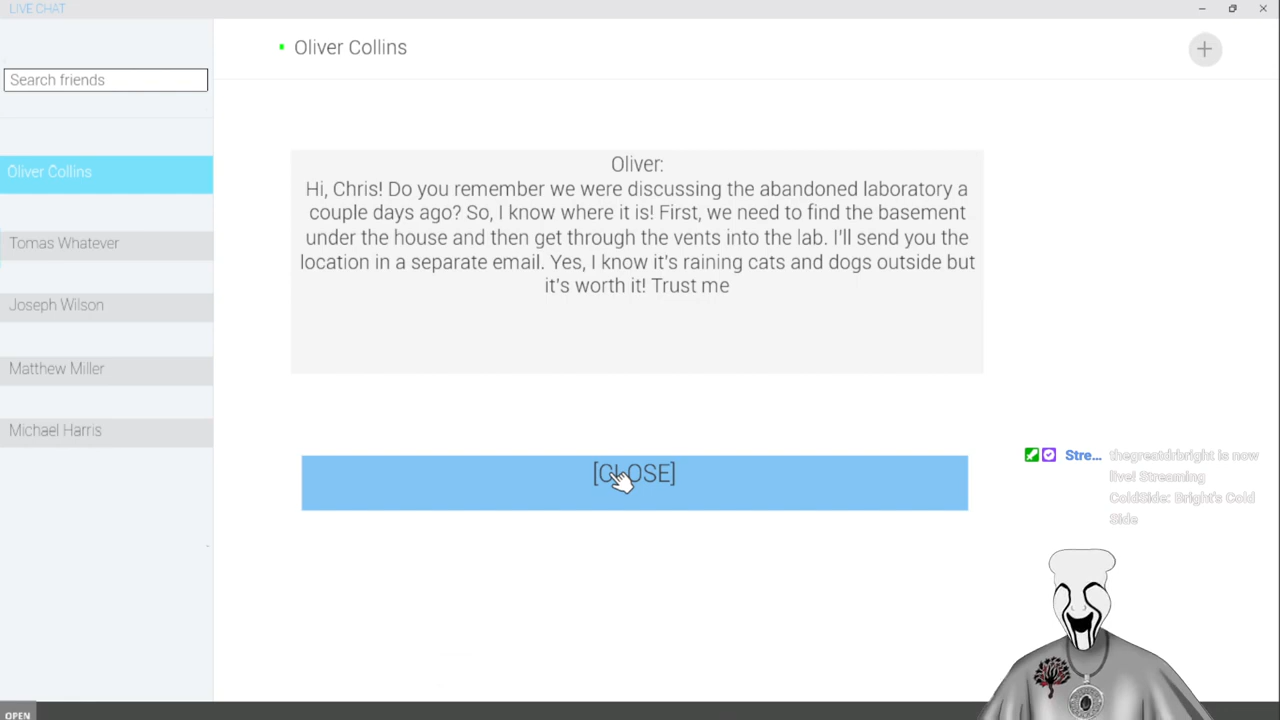 LIVE CHAT
Search friends
Oliver Collins
Tomas Whatever
Joseph Wilson
Matthew Miller
Michael Harris
OPEN
Oliver Collins
Oliver:
Hi, Chris! Do you remember we were discussing the abandoned laboratory a
couple days ago? So, I know where it is! First, we need to find the basement
under the house and then get through the vents into the lab. I'll send you the
location in a separate email. Yes, I know it's raining cats and dogs outside but
it's worth it! Trust me
[CLOSE]
Stre... thegreatdrbright is now
live! Streaming
ColdSide: Bright's Cold
Side